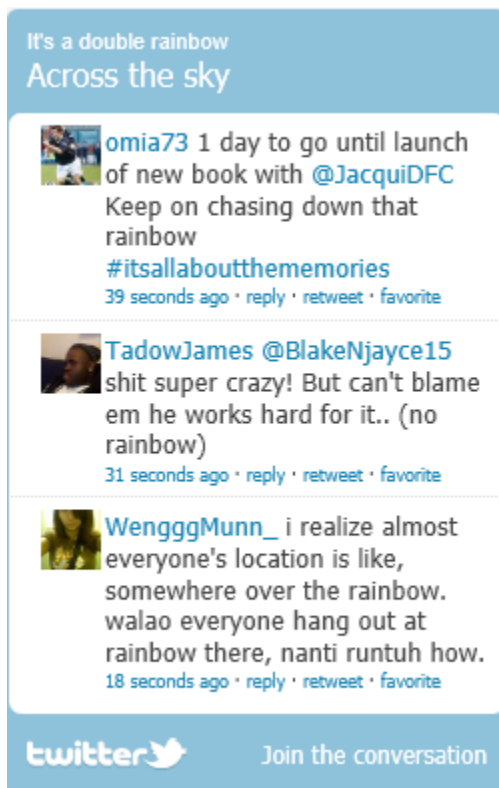 It's a double rainbow
Across the sky
omia73 1 day to go until launch
of new book with @JacquiDFC
Keep on chasing down that
rainbow
#itsallaboutthememories
39 seconds ago · reply · retweet · favorite
TadowJames @BlakeNjayce15
shit super crazy! But can't blame
em he works hard for it.. (no
rainbow)
31 seconds ago · reply · retweet · favorite
WengggMunn_ i realize almost
everyone's location is like,
somewhere over the rainbow.
walao everyone hang out at
rainbow there, nanti runtuh how.
18 seconds ago · reply · retweet · favorite
twitter Join the conversation